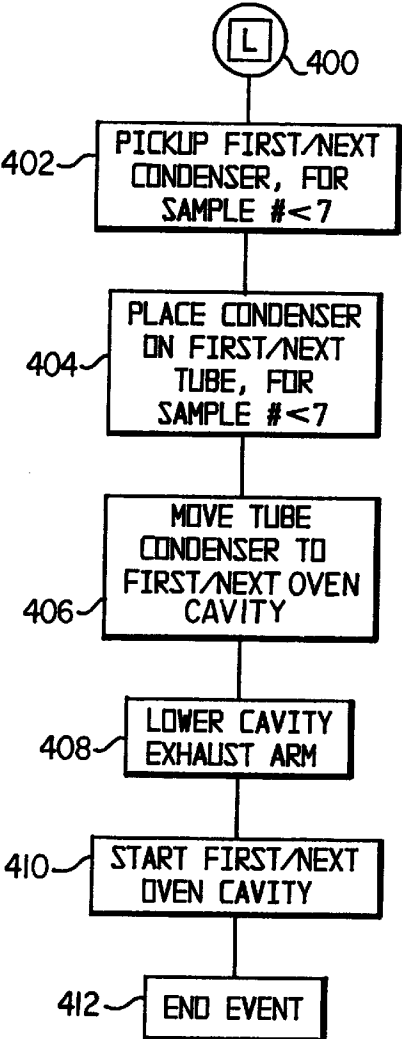 L
400
402
PICKUP FIRST/NEXT
CONDENSER, FOR
SAMPLE #<7
404
PLACE CONDENSER
ON FIRST/NEXT
TUBE, FOR
SAMPLE #<7
406
MOVE TUBE
CONDENSER TO
FIRST/NEXT OVEN
CAVITY
408
LOWER CAVITY
EXHAUST ARM
410
START FIRST/NEXT
OVEN CAVITY
412
END EVENT